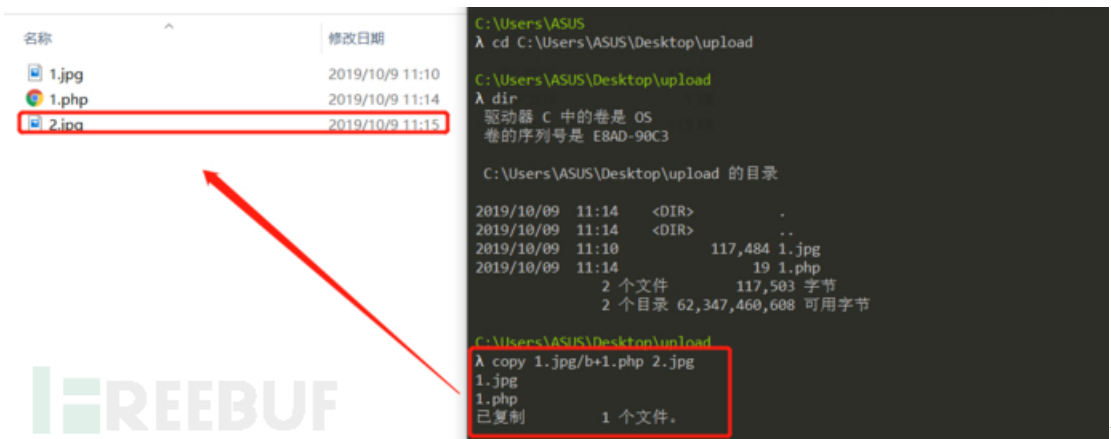 名称 修改日期
1.jpg 2019/10/9 11:10
1.php 2019/10/9 11:14
2.jpg 2019/10/9 11:15
FREEBUF
C:\Users\ASUS
λ cd C:\Users\ASUS\Desktop\upload
C:\Users\ASUS\Desktop\upload
λ dir
驱动器 C 中的卷是 OS
卷的序列号是 E8AD-90C3
C:\Users\ASUS\Desktop\upload 的目录
2019/10/09 11:14 <DIR> .
2019/10/09 11:14 <DIR> ..
2019/10/09 11:10 117,484 1.jpg
2019/10/09 11:14 19 1.php
2 个文件 117,503 字节
2 个目录 62,347,460,608 可用字节
C:\Users\ASUS\Desktop\upload
λ copy 1.jpg/b+1.php 2.jpg
1.jpg
1.php
已复制 1 个文件。